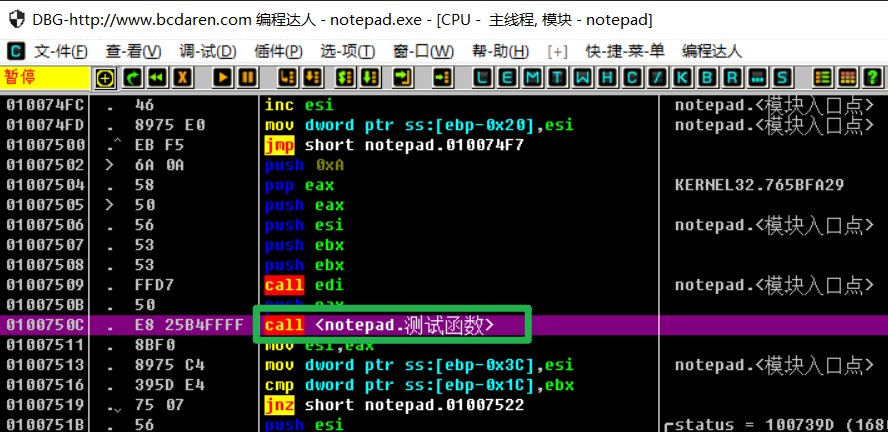 DBG-http://www.bcdaren.com 编程达人 - notepad.exe - [CPU - 主线程, 模块 - notepad]
C 文-件(F) 查-看(V) 调-试(D) 插件(P) 选-项(T) 窗-口(W) 帮-助(H) [+] 快-捷-菜-单 编程达人
暂停 L E M T W H C / K B R ... S ?
010074FC . 46 inc esi notepad.<模块入口点>
010074FD . 8975 E0 mov dword ptr ss:[ebp-0x20],esi notepad.<模块入口点>
01007500 .^ EB F5 jmp short notepad.010074F7
01007502 > 6A 0A push 0xA
01007504 . 58 pop eax KERNEL32.765BFA29
01007505 > 50 push eax
01007506 . 56 push esi notepad.<模块入口点>
01007507 . 53 push ebx
01007508 . 53 push ebx
01007509 . FFD7 call edi notepad.<模块入口点>
0100750B . 50 push eax
0100750C . E8 25B4FFFF call <notepad.测试函数>
01007511 . 8BF0 mov esi,eax
01007513 . 8975 C4 mov dword ptr ss:[ebp-0x3C],esi notepad.<模块入口点>
01007516 . 395D E4 cmp dword ptr ss:[ebp-0x1C],ebx
01007519 .⌄ 75 07 jnz short notepad.01007522
0100751B . 56 push esi ┌status = 100739D (168